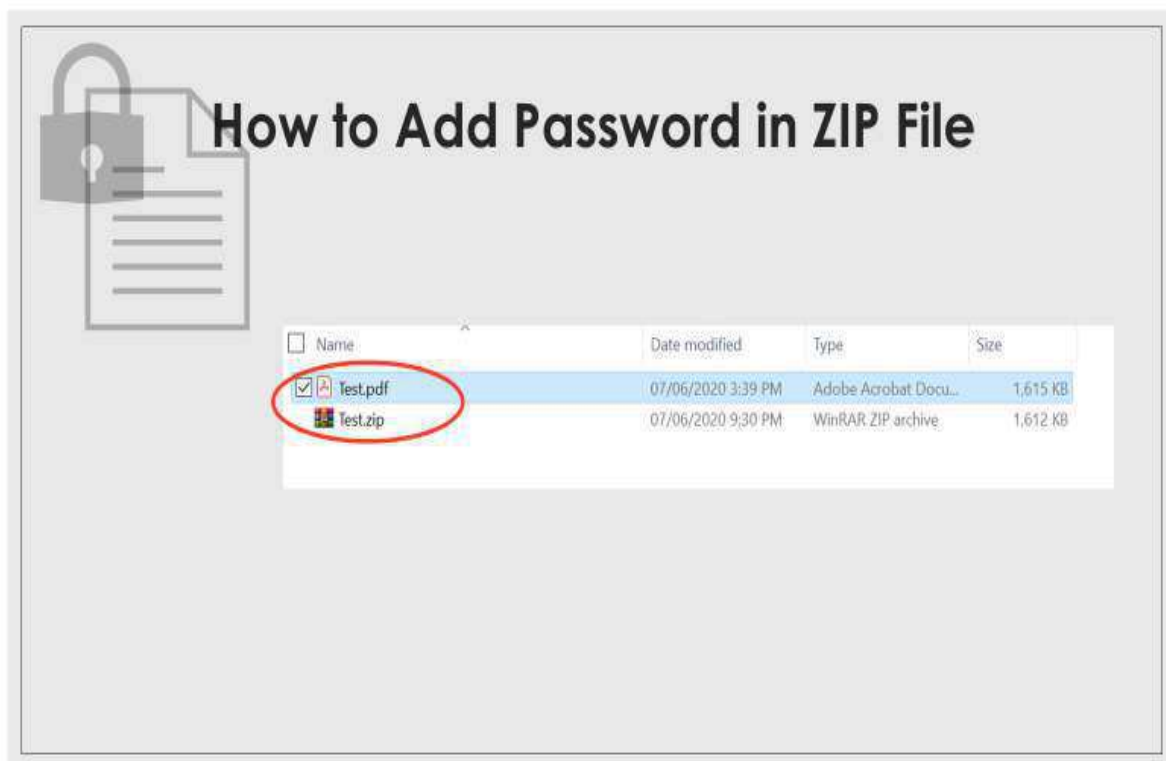 How to Add Password in ZIP File
Name Date modified Type Size
Test.pdf 07/06/2020 3:39 PM Adobe Acrobat Docu... 1,615 KB
Test.zip 07/06/2020 9:30 PM WinRAR ZIP archive 1,612 KB